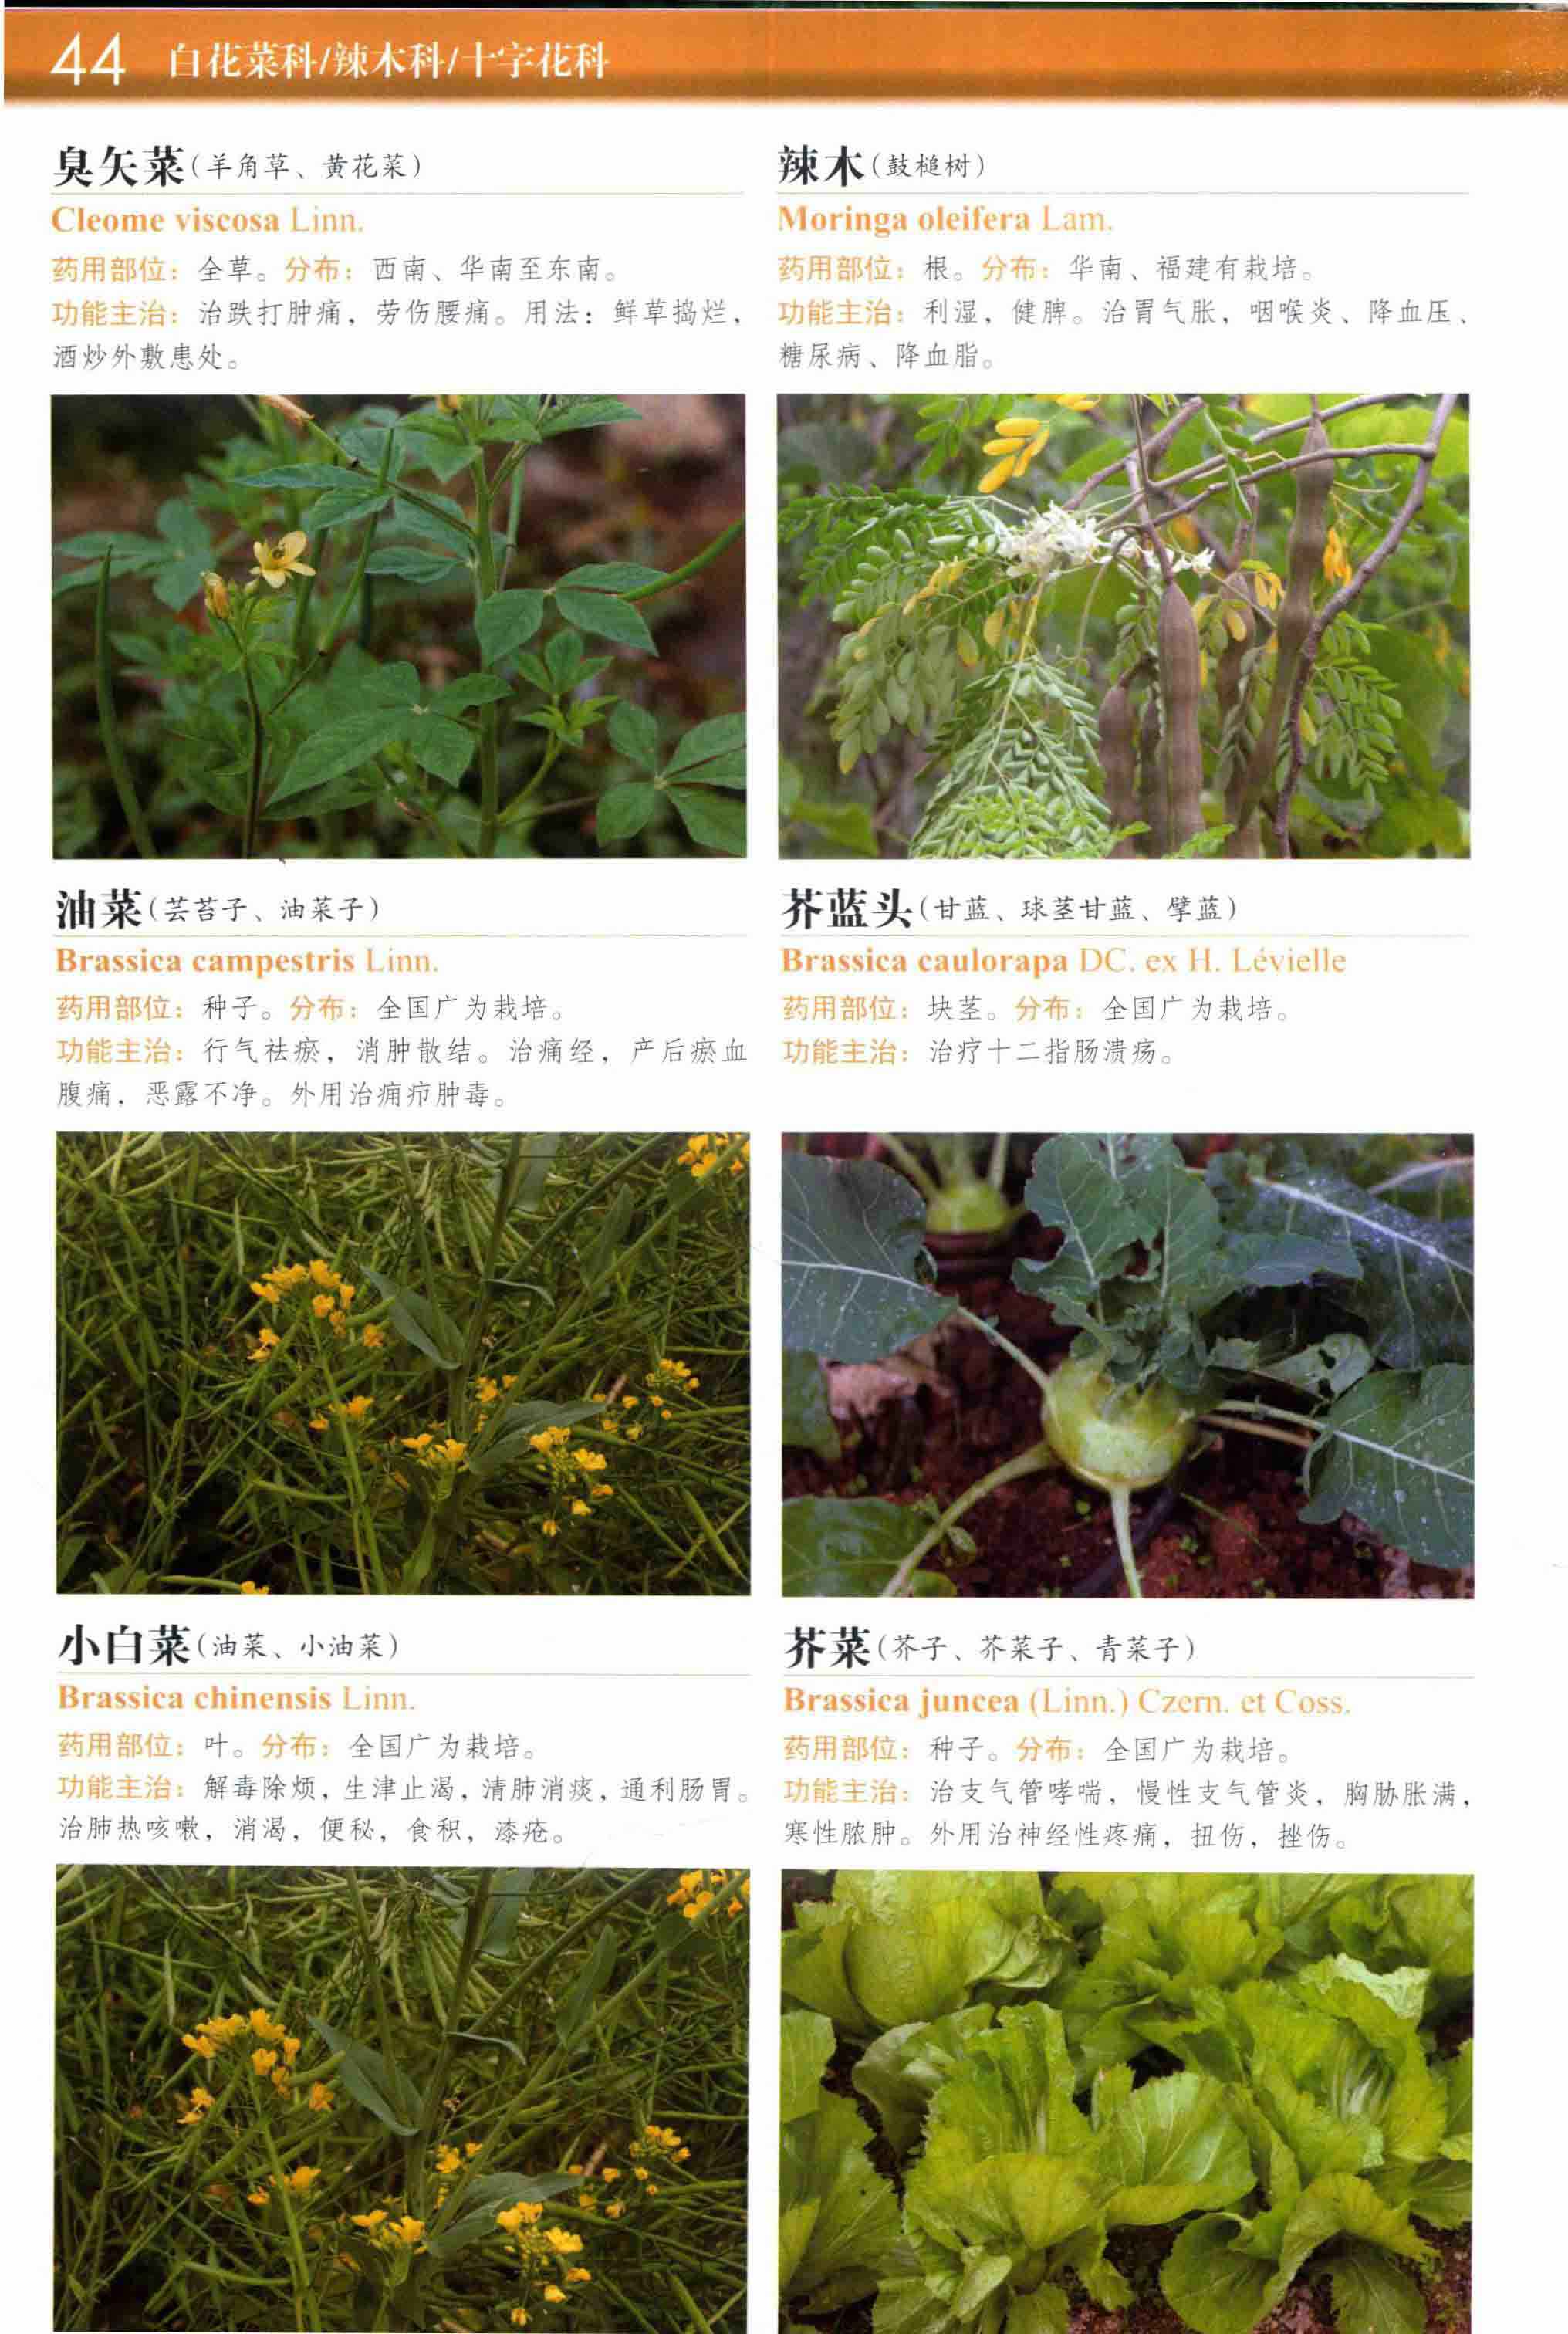 44 白花菜科/辣木科/十字花科
臭矢菜(羊角草、黄花菜)
Cleome viscosa Linn.
药用部位：全草。分布：西南、华南至东南。
功能主治：治跌打肿痛，劳伤腰痛。用法：鲜草捣烂，
酒炒外敷患处。
辣木(鼓槌树)
Moringa oleifera Lam.
药用部位：根。分布：华南、福建有栽培。
功能主治：利湿，健脾。治胃气胀，咽喉炎、降血压、
糖尿病、降血脂。
油菜(芸苔子、油菜子)
Brassica campestris Linn.
药用部位：种子。分布：全国广为栽培。
功能主治：行气祛瘀，消肿散结。治痛经，产后瘀血
腹痛，恶露不净。外用治痈疖肿毒。
芥蓝头(甘蓝、球茎甘蓝、擘蓝)
Brassica caulorapa DC. ex H. Lévielle
药用部位：块茎。分布：全国广为栽培。
功能主治：治疗十二指肠溃疡。
小白菜(油菜、小油菜)
Brassica chinensis Linn.
药用部位：叶。分布：全国广为栽培。
功能主治：解毒除烦，生津止渴，清肺消痰，通利肠胃。
治肺热咳嗽，消渴，便秘，食积，漆疮。
芥菜(芥子、芥菜子、青菜子)
Brassica juncea (Linn.) Czern. et Coss.
药用部位：种子。分布：全国广为栽培。
功能主治：治支气管哮喘，慢性支气管炎，胸胁胀满，
寒性脓肿。外用治神经性疼痛，扭伤，挫伤。